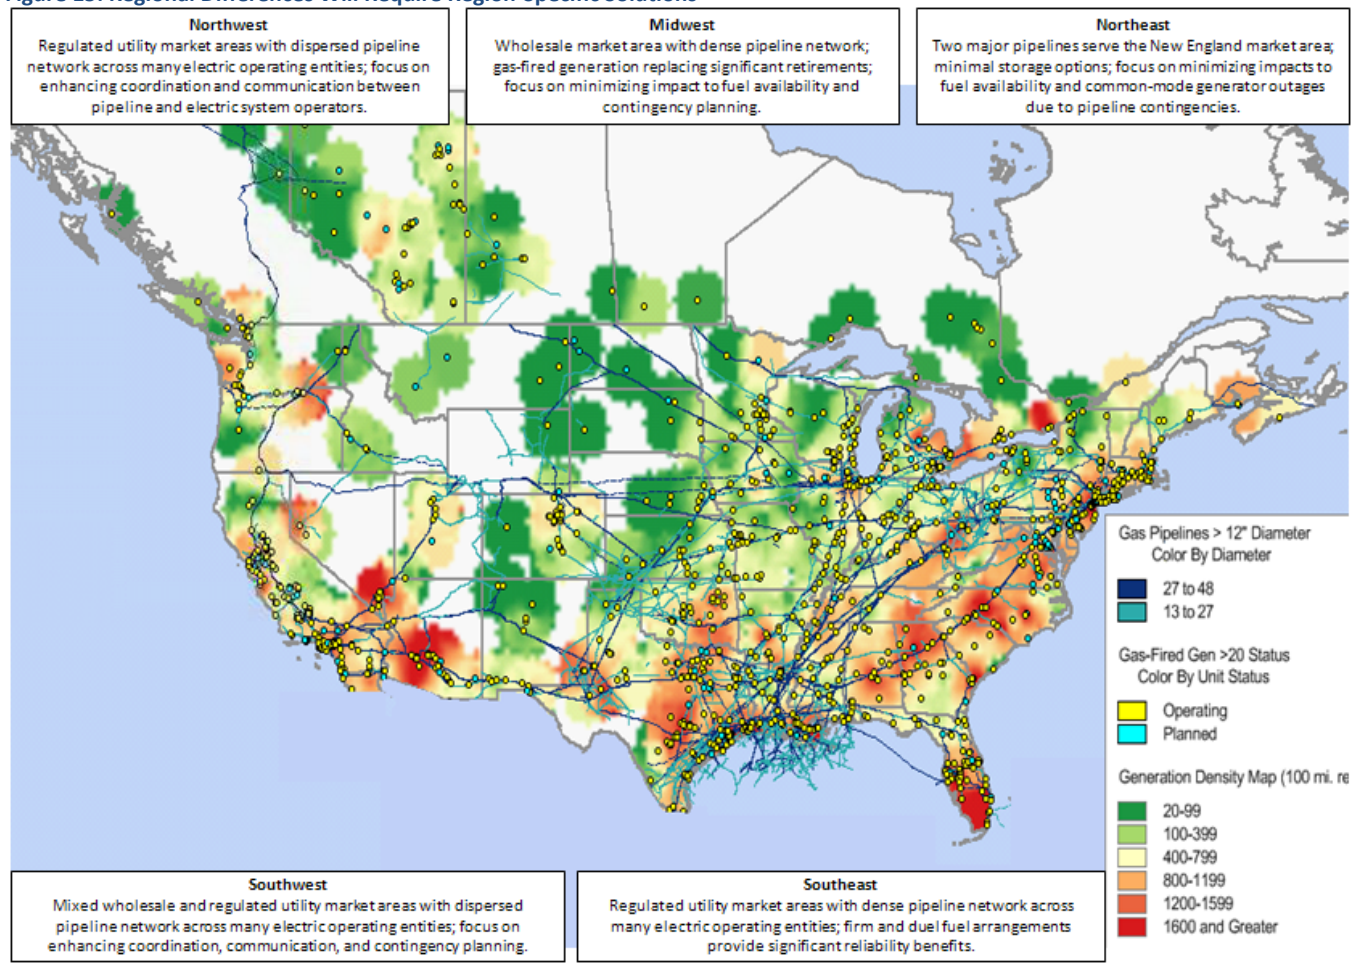 Northwest
Regulated utility market areas with dispersed pipeline
network across many electric operating entities; focus on
enhancing coordination and communication between
pipeline and electric system operators.
Midwest
Wholesale market area with dense pipeline network;
gas-fired generation replacing significant retirements;
focus on minimizing impact to fuel availability and
contingency planning.
Northeast
Two major pipelines serve the New England market area;
minimal storage options; focus on minimizing impacts to
fuel availability and common-mode generator outages
due to pipeline contingencies.
Gas Pipelines > 12" Diameter
Color By Diameter
27 to 48
13 to 27
Gas-Fired Gen >20 Status
Color By Unit Status
Operating
Planned
Generation Density Map (100 mi. re
20-99
100-399
400-799
800-1199
1200-1599
1600 and Greater
Southwest
Mixed wholesale and regulated utility market areas with dispersed
pipeline network across many electric operating entities; focus on
enhancing coordination, communication, and contingency planning.
Southeast
Regulated utility market areas with dense pipeline network across
many electric operating entities; firm and duel fuel arrangements
provide significant reliability benefits.